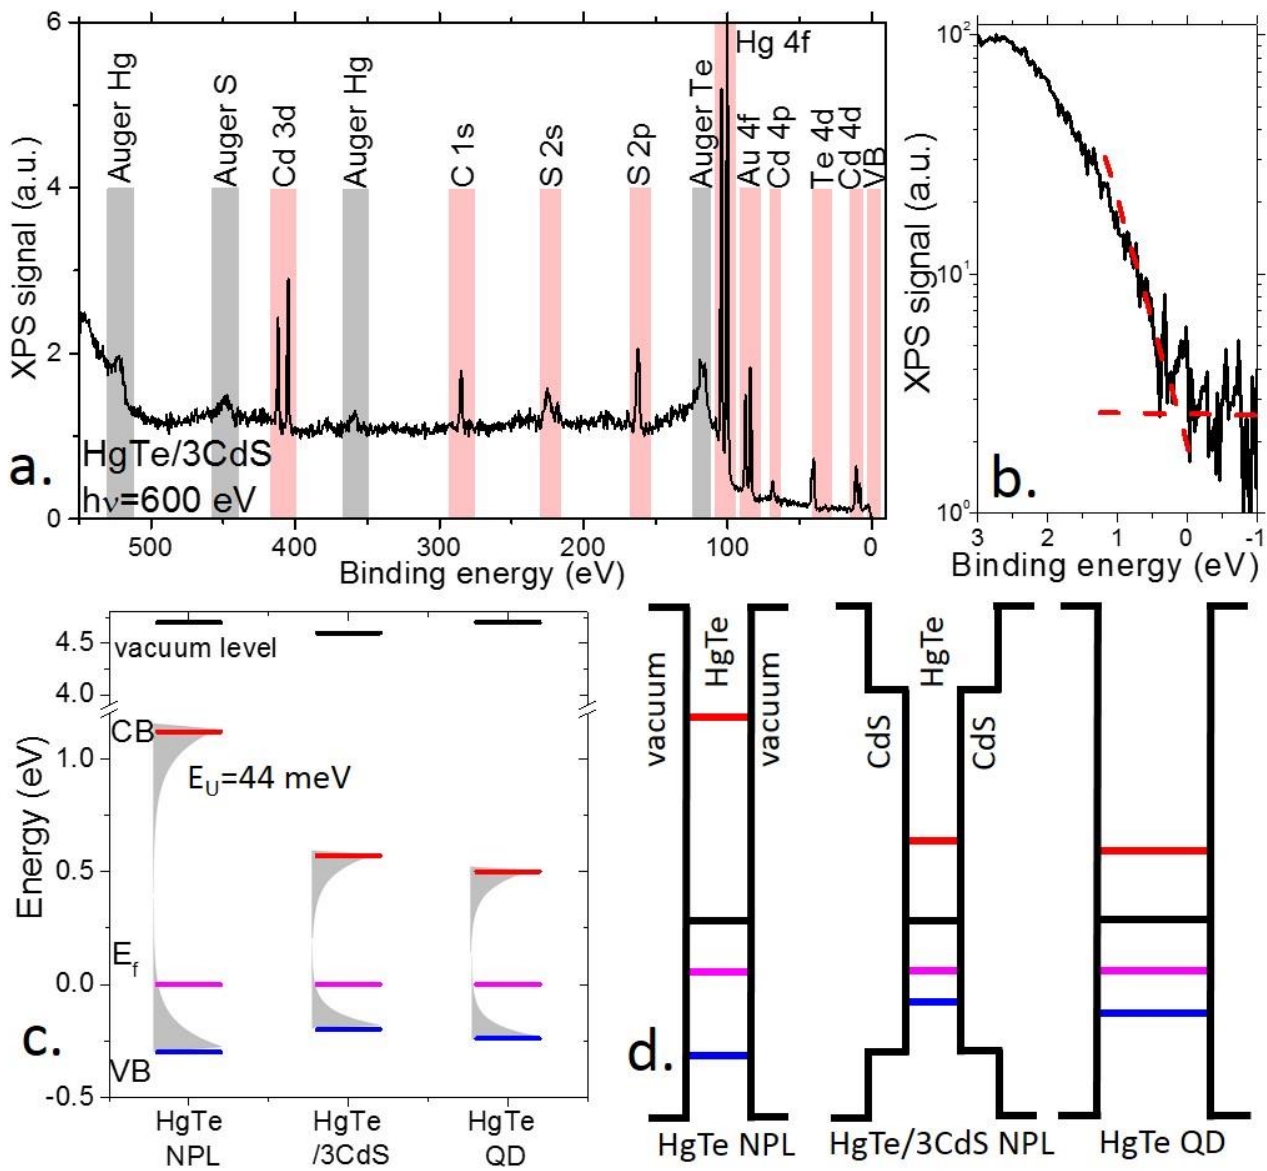 6
4
2
0
XPS signal (a.u.)
Auger Hg
Auger S
Cd 3d
Auger Hg
C 1s
S 2s
S 2p
Auger Te
Hg 4f
Au 4f
Cd 4p
Te 4d
Cd 4d
VB
HgTe/3CdS
hν=600 eV
a.
500 400 300 200 100 0
Binding energy (eV)
10²
10¹
10⁰
XPS signal (a.u.)
b.
3 2 1 0 -1
Binding energy (eV)
4.5
4.0
1.0
0.5
0.0
-0.5
Energy (eV)
vacuum level
CB
E_U=44 meV
E_f
VB
c.
HgTe
NPL
HgTe
/3CdS
HgTe
QD
vacuum
HgTe
vacuum
CdS
HgTe
CdS
d.
HgTe NPL
HgTe/3CdS NPL
HgTe QD